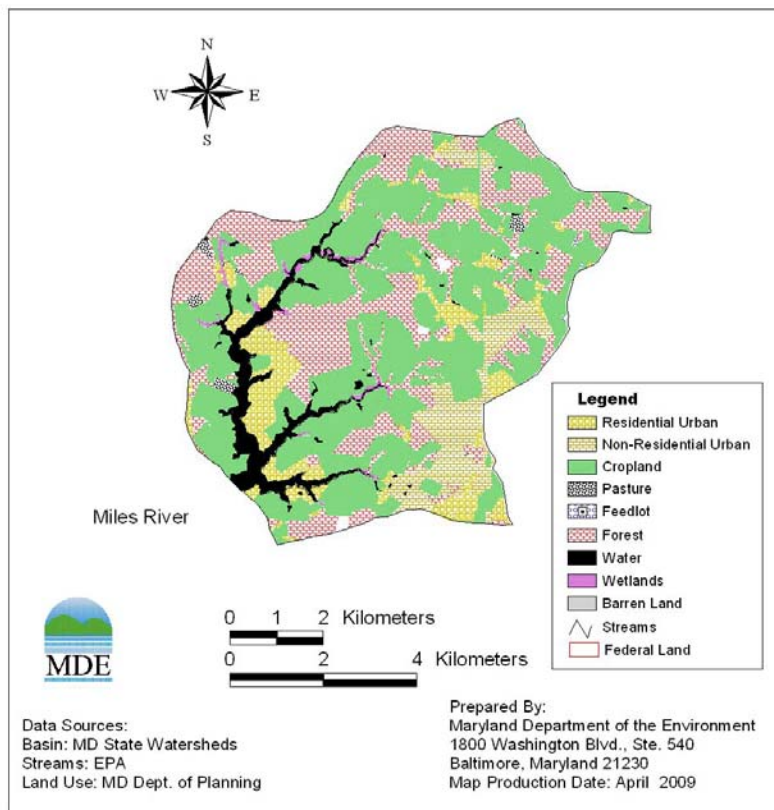 N
W E
S
Miles River
Legend
Residential Urban
Non-Residential Urban
Cropland
Pasture
Feedlot
Forest
Water
Wetlands
Barren Land
Streams
Federal Land
0 1 2 Kilometers
0 2 4 Kilometers
MDE
Data Sources:
Basin: MD State Watersheds
Streams: EPA
Land Use: MD Dept. of Planning
Prepared By:
Maryland Department of the Environment
1800 Washington Blvd., Ste. 540
Baltimore, Maryland 21230
Map Production Date: April 2009